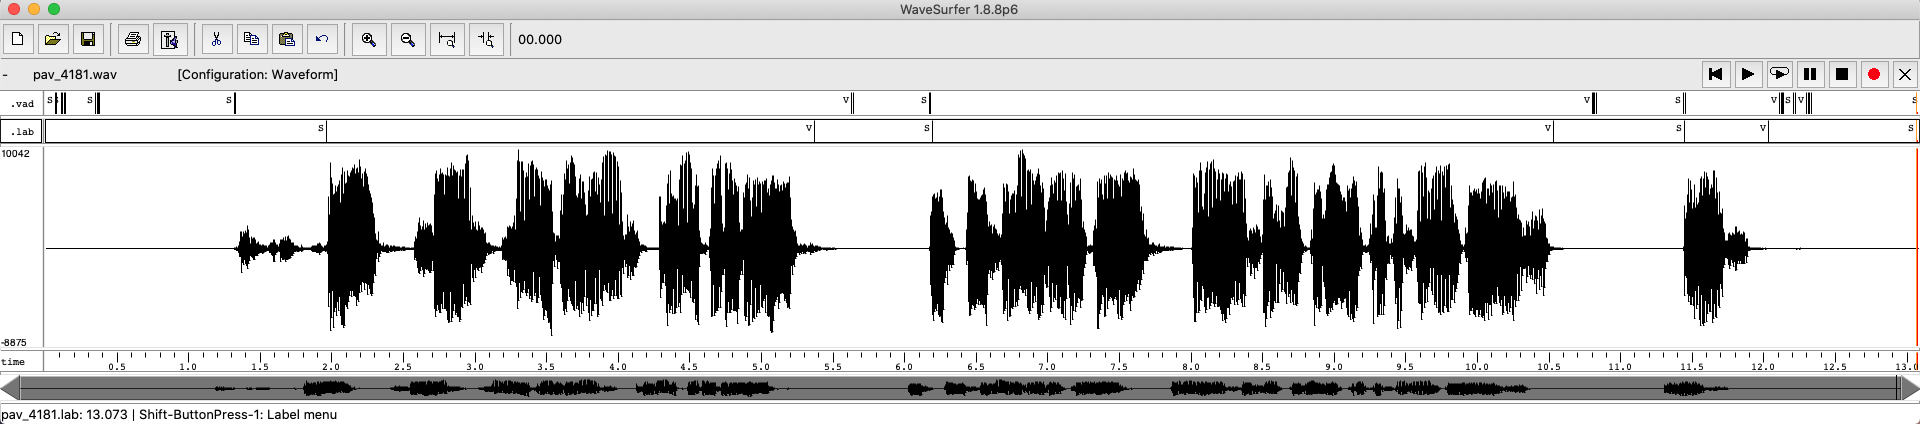 WaveSurfer 1.8.8p6
00.000
- pav_4181.wav [Configuration: Waveform]
.vad S S S V S V S V S V S
.lab S V S V S V S
10042
-8875
time 0.5 1.0 1.5 2.0 2.5 3.0 3.5 4.0 4.5 5.0 5.5 6.0 6.5 7.0 7.5 8.0 8.5 9.0 9.5 10.0 10.5 11.0 11.5 12.0 12.5 13.0
pav_4181.lab: 13.073 | Shift-ButtonPress-1: Label menu